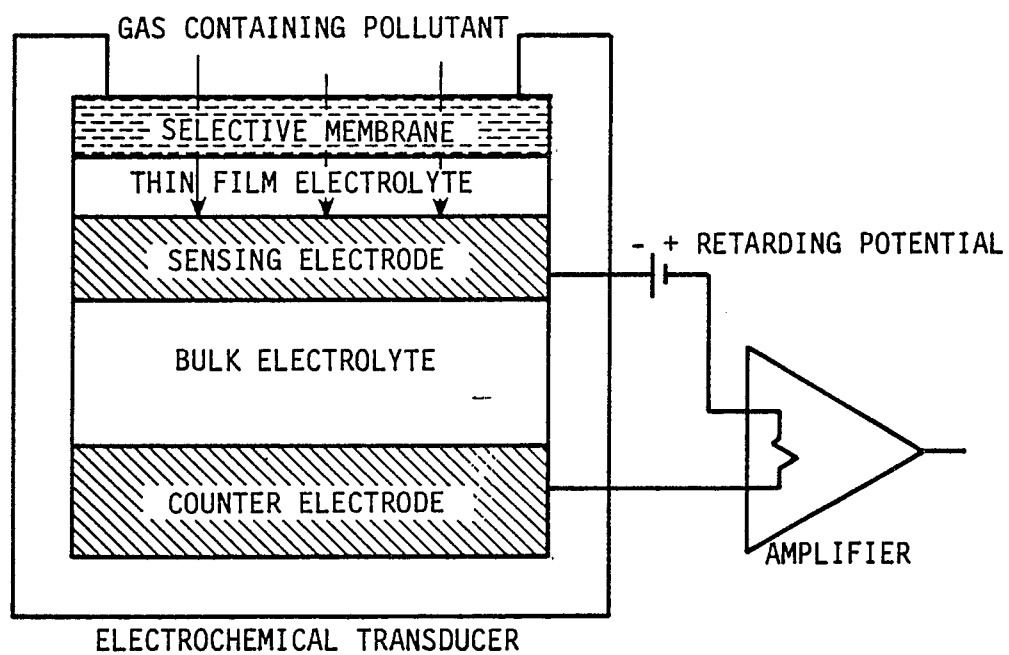 GAS CONTAINING POLLUTANT
SELECTIVE MEMBRANE
THIN FILM ELECTROLYTE
SENSING ELECTRODE
- + RETARDING POTENTIAL
BULK ELECTROLYTE
COUNTER ELECTRODE
AMPLIFIER
ELECTROCHEMICAL TRANSDUCER